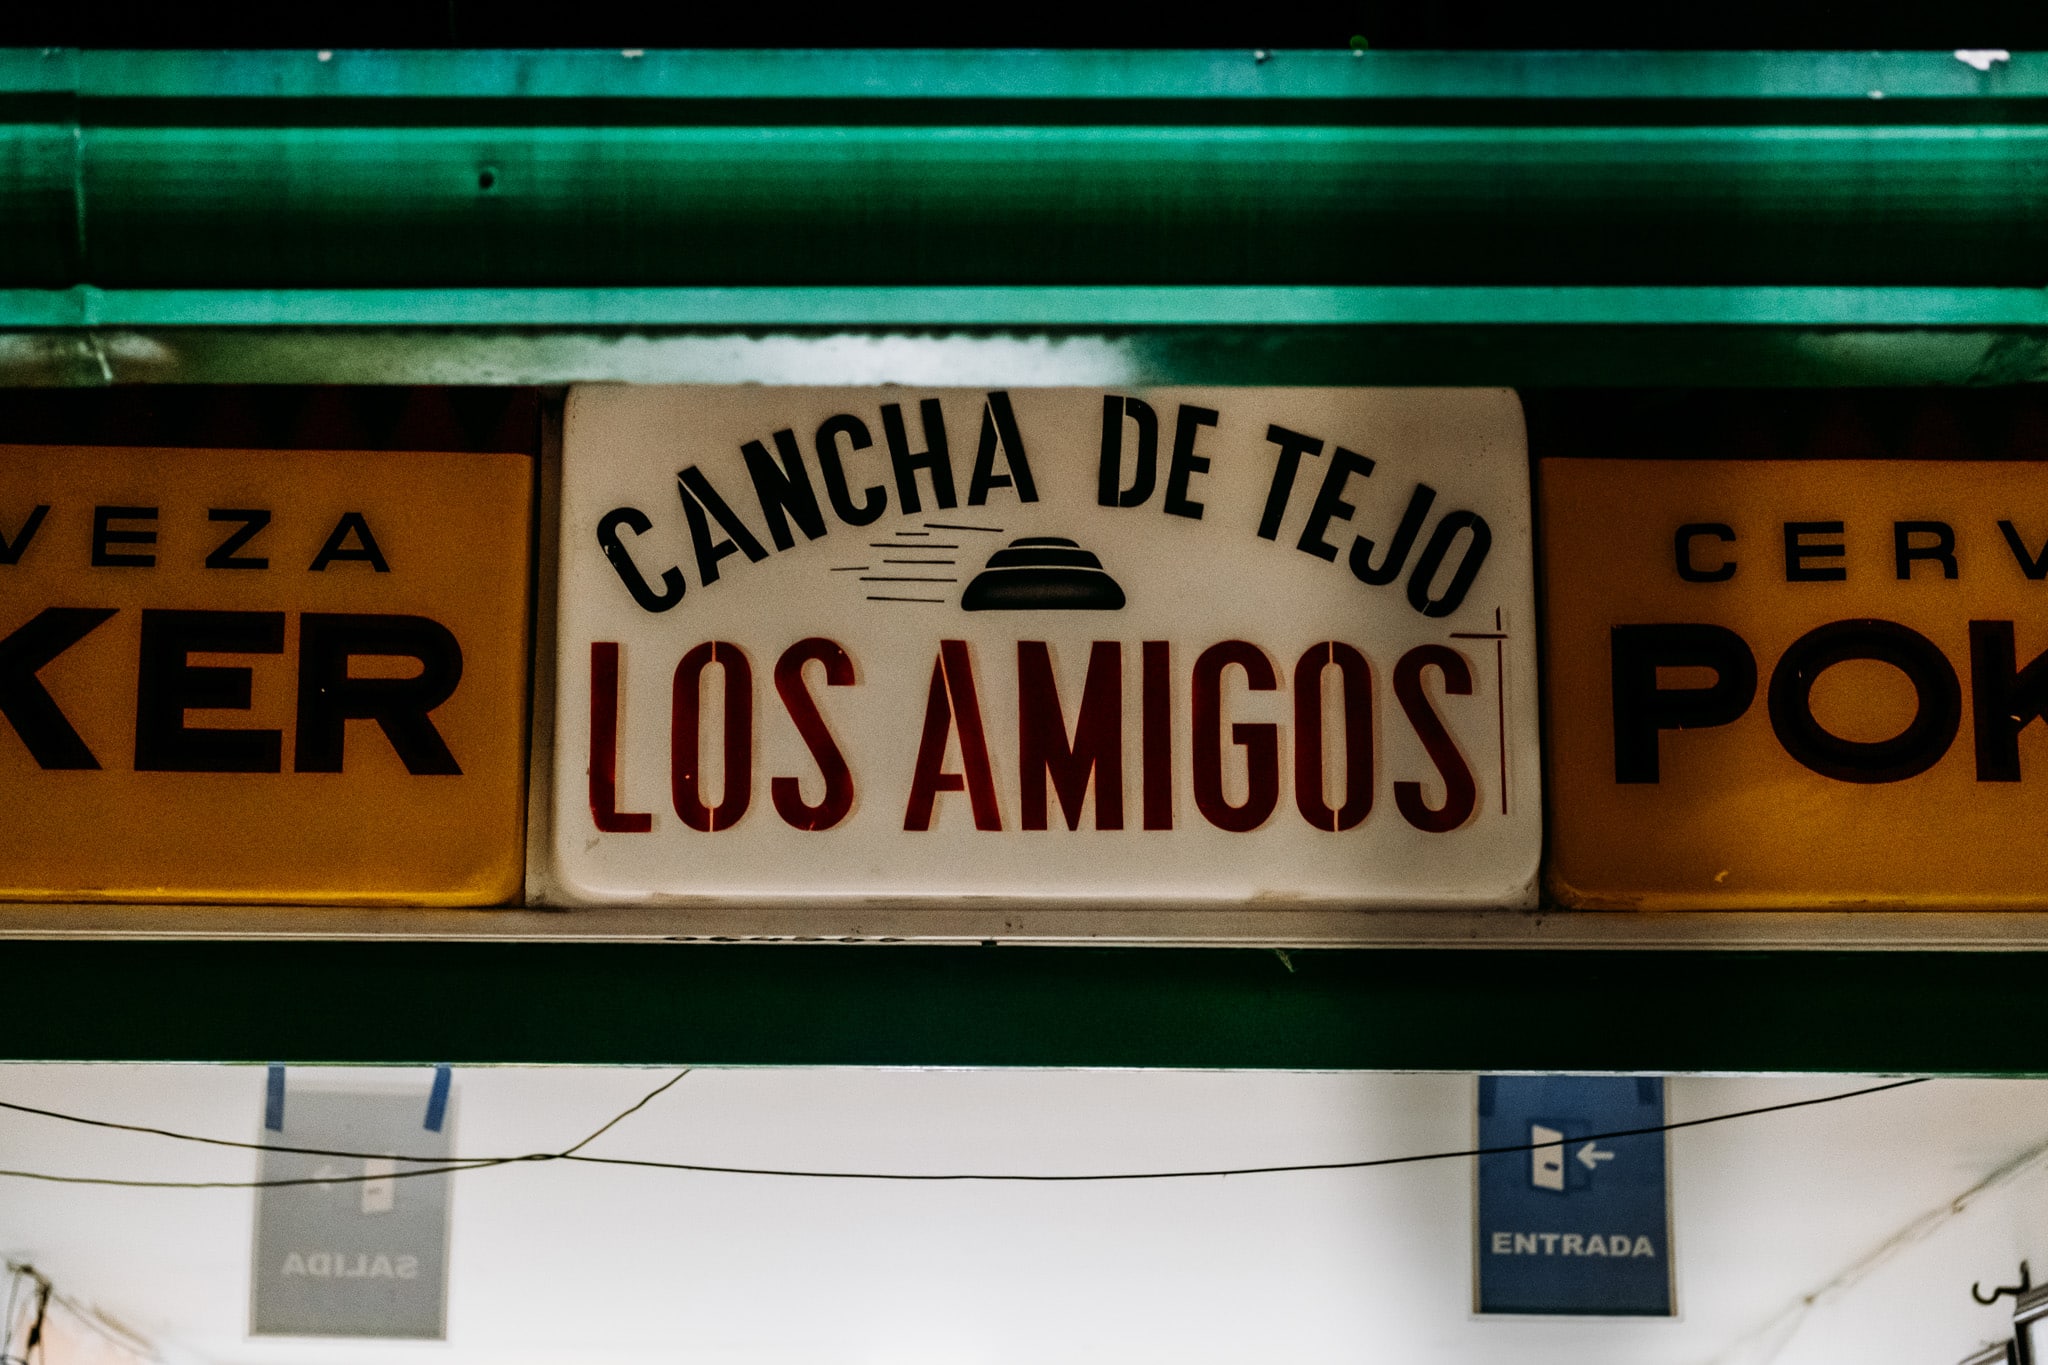 VEZA
KER
CANCHA DE TEJO
LOS AMIGOS
CERV
POK
SALIDA
ENTRADA